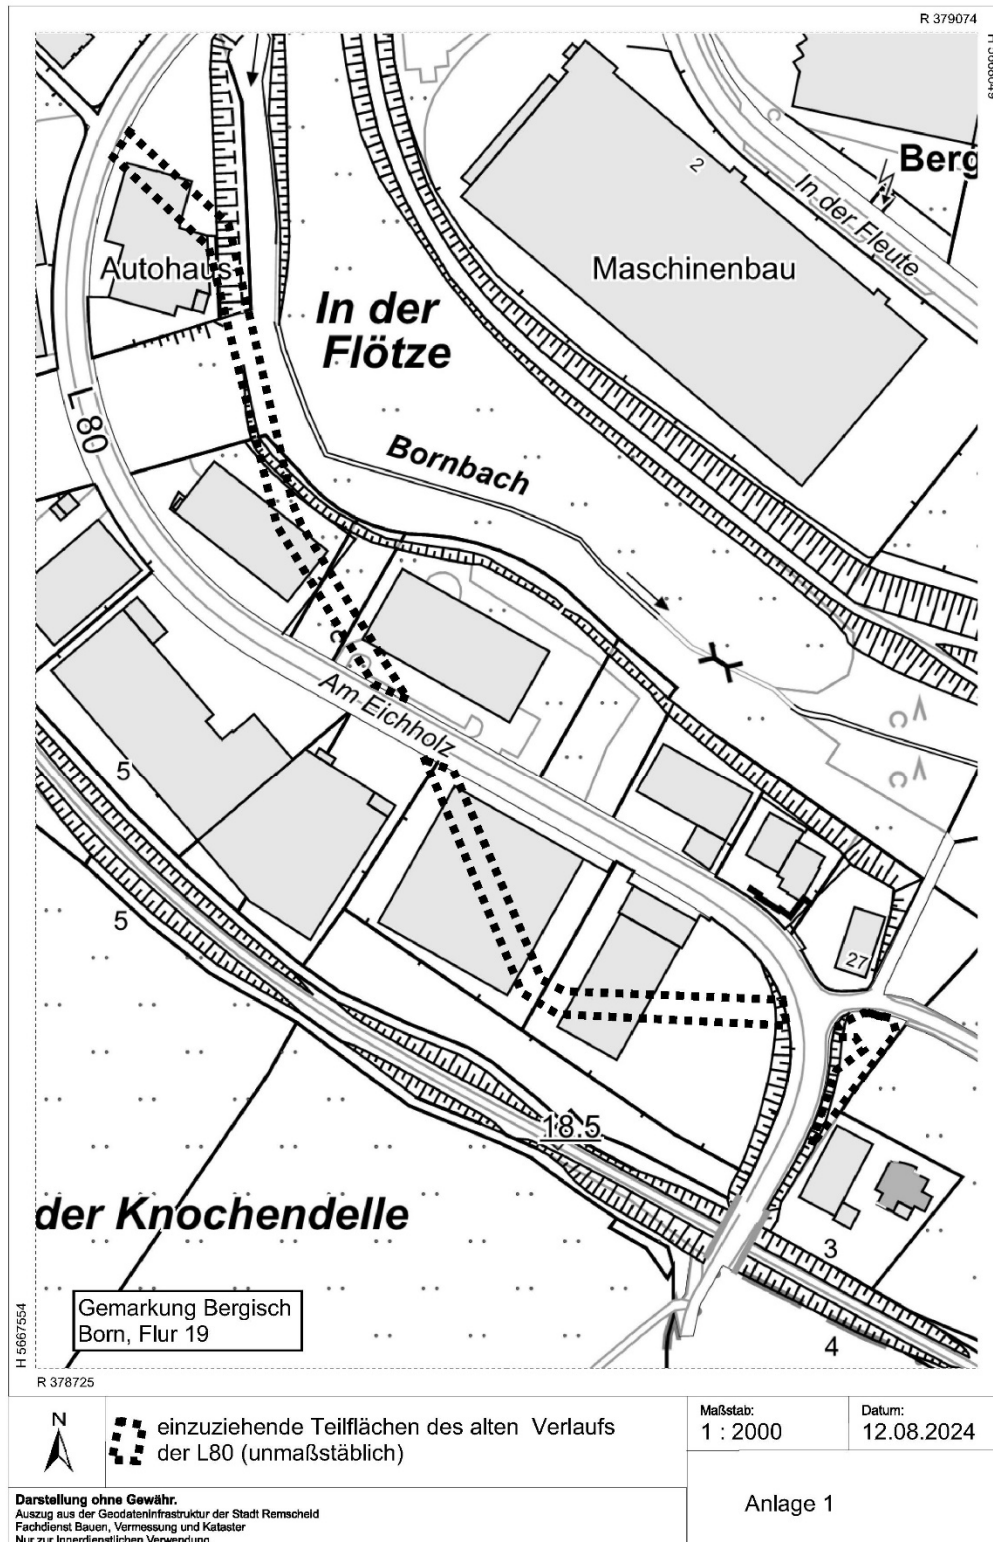 R 379074
2
Berg
In der Fleute
Autohaus
Maschinenbau
In der
Flötze
L 80
Bornbach
Am Eichholz
5
5
27
18.5
der Knochendelle
3
4
Gemarkung Bergisch
Born, Flur 19
H 5667554
R 378725
N
einzuziehende Teilflächen des alten Verlaufs
der L80 (unmaßstäblich)
Maßstab:
1 : 2000
Datum:
12.08.2024
Anlage 1
Darstellung ohne Gewähr.
Auszug aus der Geodateninfrastruktur der Stadt Remscheid
Fachdienst Bauen, Vermessung und Kataster
Nur zur Innerdienstlichen Verwendung